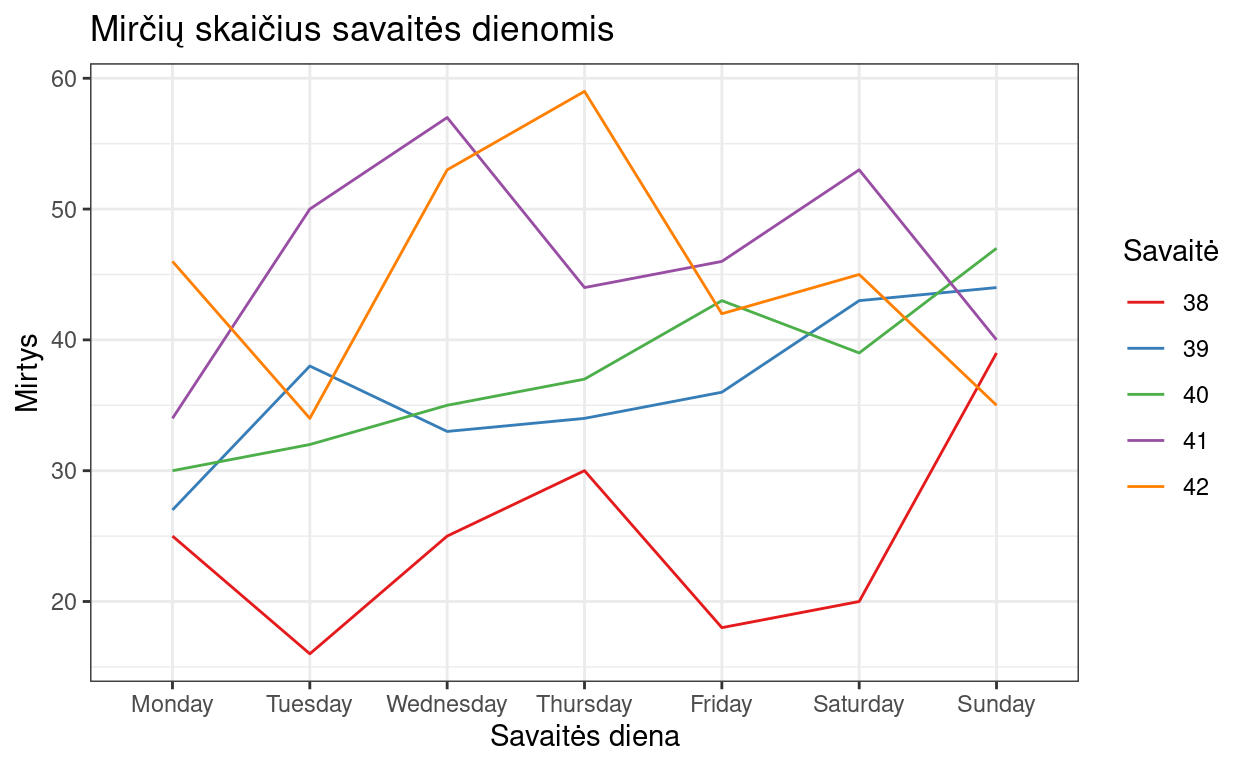 Mirčių skaičius savaitės dienomis
60
50
40
30
20
Mirtys
Monday Tuesday Wednesday Thursday Friday Saturday Sunday
Savaitės diena
Savaitė
38
39
40
41
42